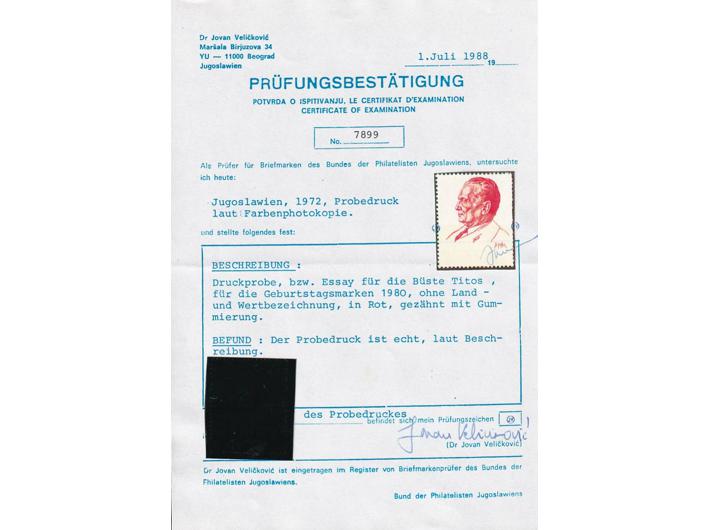 Dr Jovan Veličković
Maršala Birjuzova 34
YU — 11000 Beograd
Jugoslawien
1.Juli 1988
19
PRÜFUNGSBESTÄTIGUNG
POTVRDA O ISPITIVANJU, LE CERTIFIKAT D'EXAMINATION
CERTIFICATE OF EXAMINATION
No. 7899
Als Prüfer für Briefmarken des Bundes der Philatelisten Jugoslawiens, untersuchte
ich heute:
Jugoslawien, 1972, Probedruck
laut Farbenphotokopie.
und stellte folgendes fest:
BESCHREIBUNG :
Druckprobe, bzw. Essay für die Büste Titos ,
für die Geburtstagsmarken 1980, ohne Land -
und Wertbezeichnung, in Rot, gezähnt mit Gum-
mierung.
BEFUND : Der Probedruck ist echt, laut Besch-
reibung.
des Probedruckes
befindet sich mein Prüfungszeichen
Jovan Veličković
(Dr Jovan Veličković)
Dr Jovan Veličković ist eingetragen im Register von Briefmarkenprüfer des Bundes der
Philatelisten Jugoslawiens.
Bund der Philatelisten Jugoslawiens